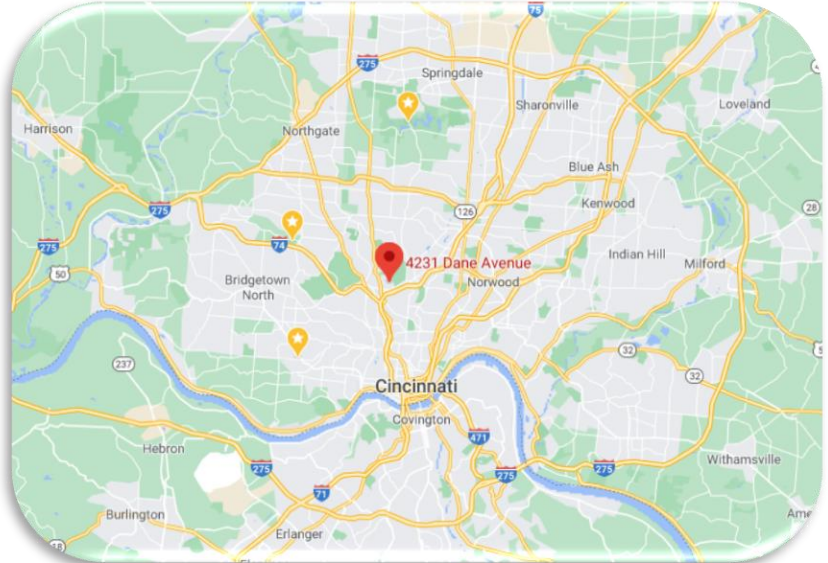 75
275
Springdale
Sharonville
Loveland
Harrison
Northgate
Blue Ash
275
126
Kenwood
28
275
74
4231 Dane Avenue
Indian Hill
Milford
50
Bridgetown
North
Norwood
32
237
32
Cincinnati
Covington
471
Hebron
275
275
275
Withamsville
71
Burlington
Erlanger